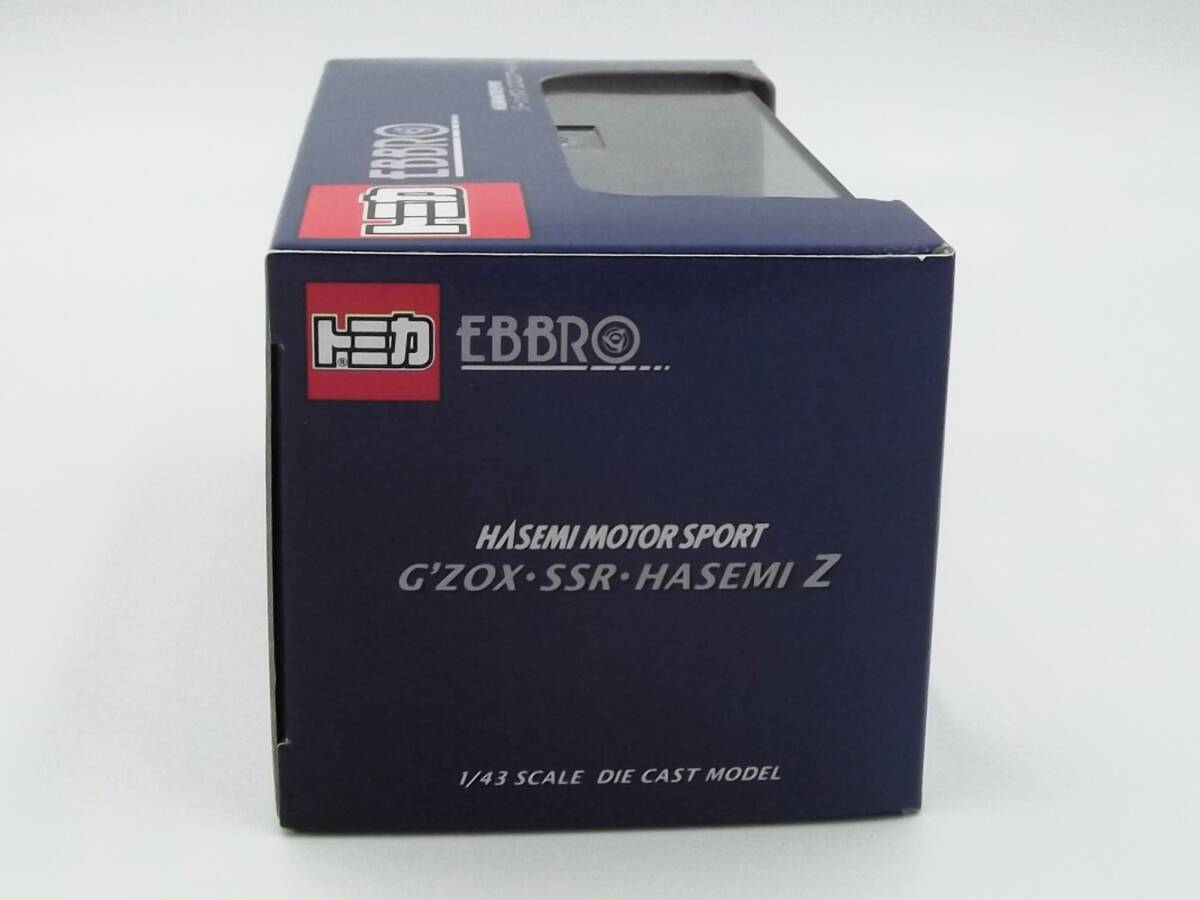 EBBRO
トミカ
トミカ®
EBBRO
HASEMI MOTOR SPORT
G'ZOX・SSR・HASEMI Z
1/43 SCALE DIE CAST MODEL